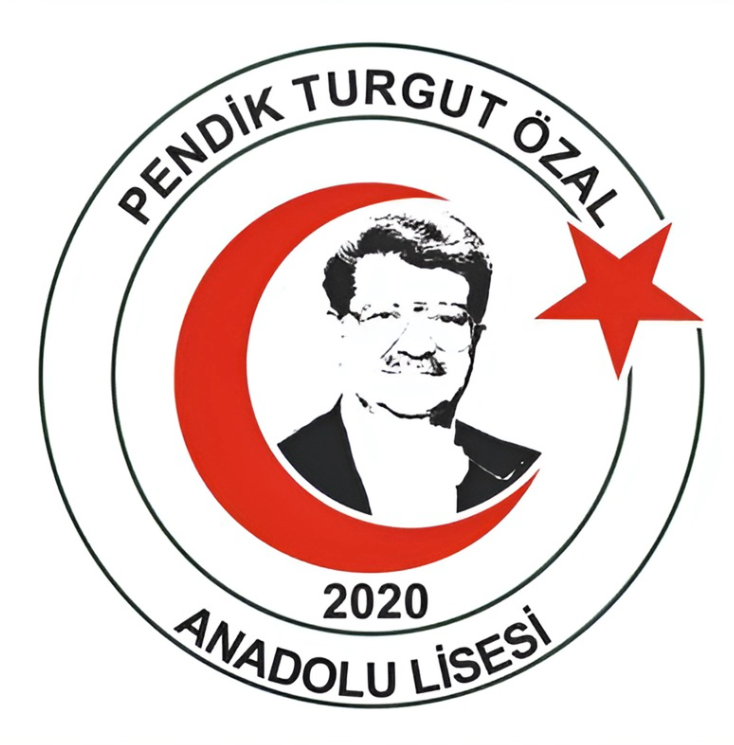 PENDİK TURGUT ÖZAL
2020
ANADOLU LİSESİ